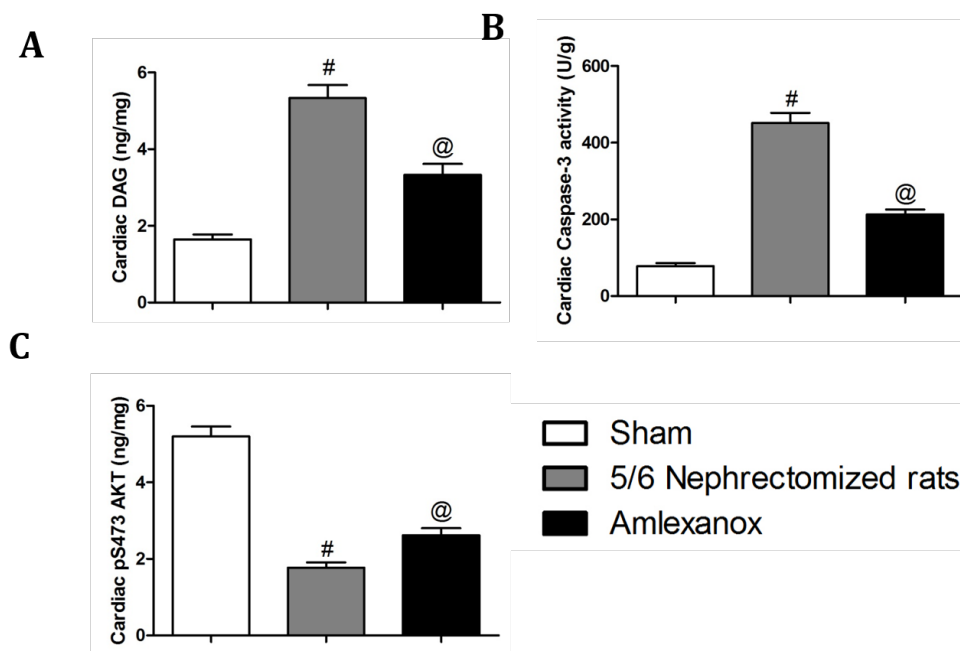 A
Cardiac DAG (ng/mg)
6
4
2
0
#
@
B
Cardiac Caspase-3 activity (U/g)
600
400
200
0
#
@
C
Cardiac pS473 AKT (ng/mg)
6
4
2
0
#
@
Sham
5/6 Nephrectomized rats
Amlexanox